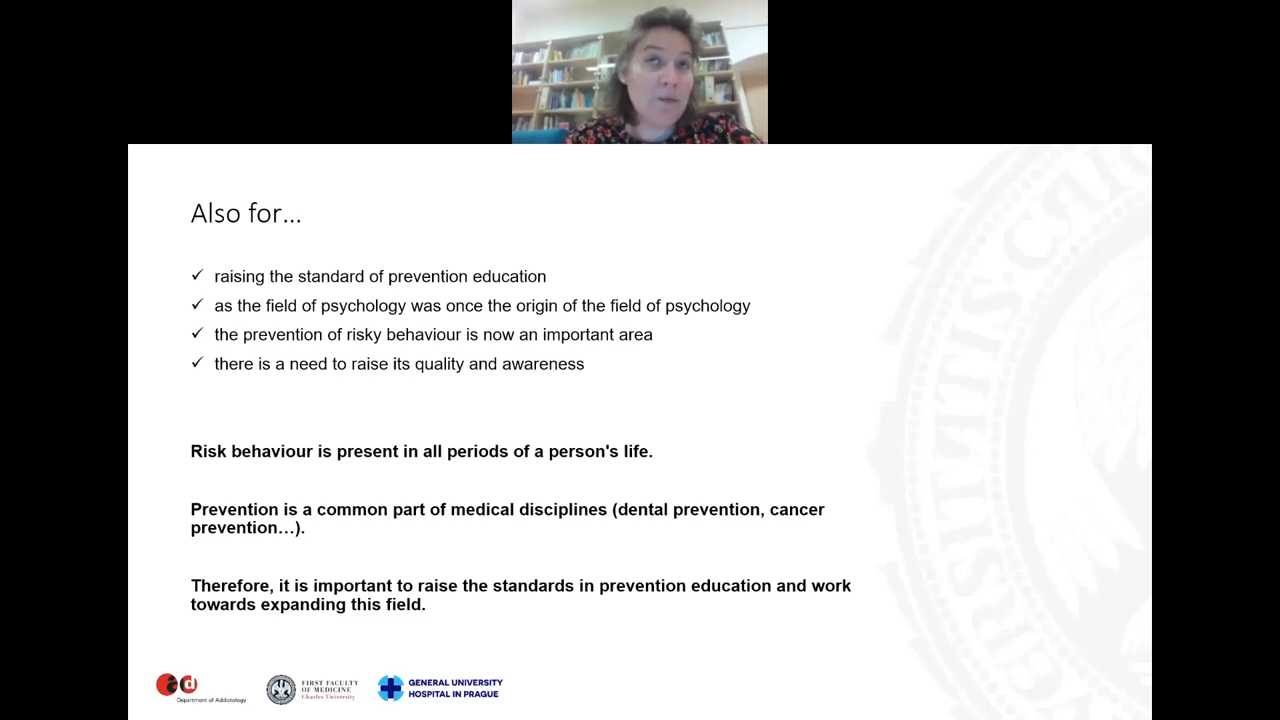 Also for...
✓ raising the standard of prevention education
✓ as the field of psychology was once the origin of the field of psychology
✓ the prevention of risky behaviour is now an important area
✓ there is a need to raise its quality and awareness
Risk behaviour is present in all periods of a person's life.
Prevention is a common part of medical disciplines (dental prevention, cancer
prevention...).
Therefore, it is important to raise the standards in prevention education and work
towards expanding this field.
ad
Department of Addictology
FIRST FACULTY
OF MEDICINE
Charles University
GENERAL UNIVERSITY
HOSPITAL IN PRAGUE